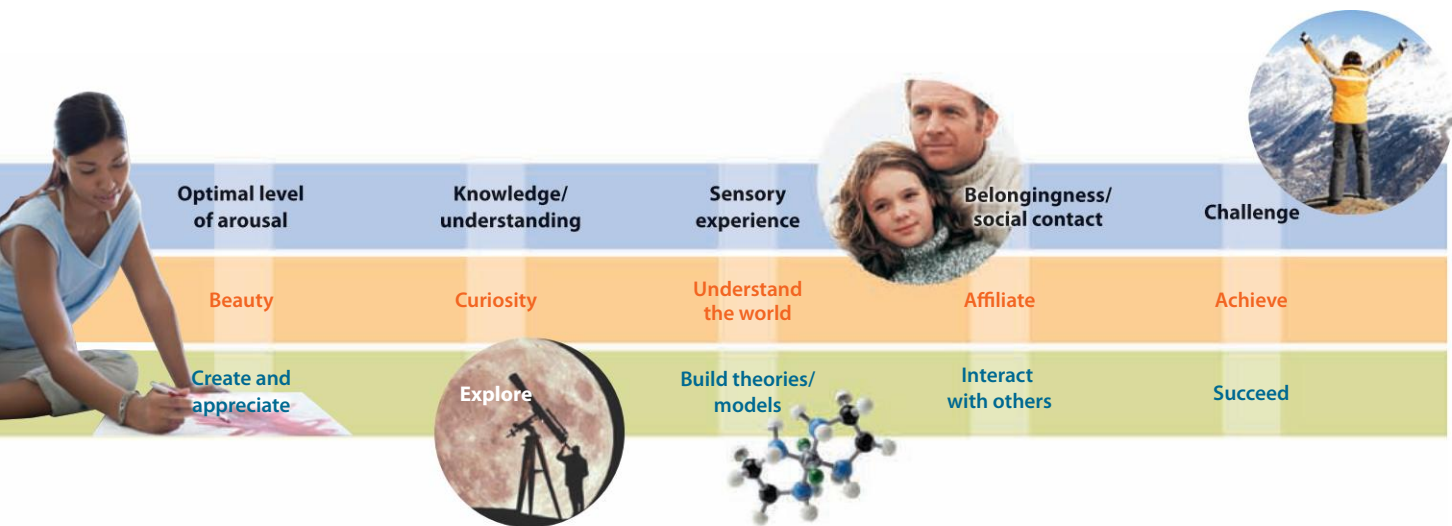 Optimal level
of arousal
Knowledge/
understanding
Sensory
experience
Belongingness/
social contact
Challenge
Beauty
Curiosity
Understand
the world
Affiliate
Achieve
Create and
appreciate
Explore
Build theories/
models
Interact
with others
Succeed